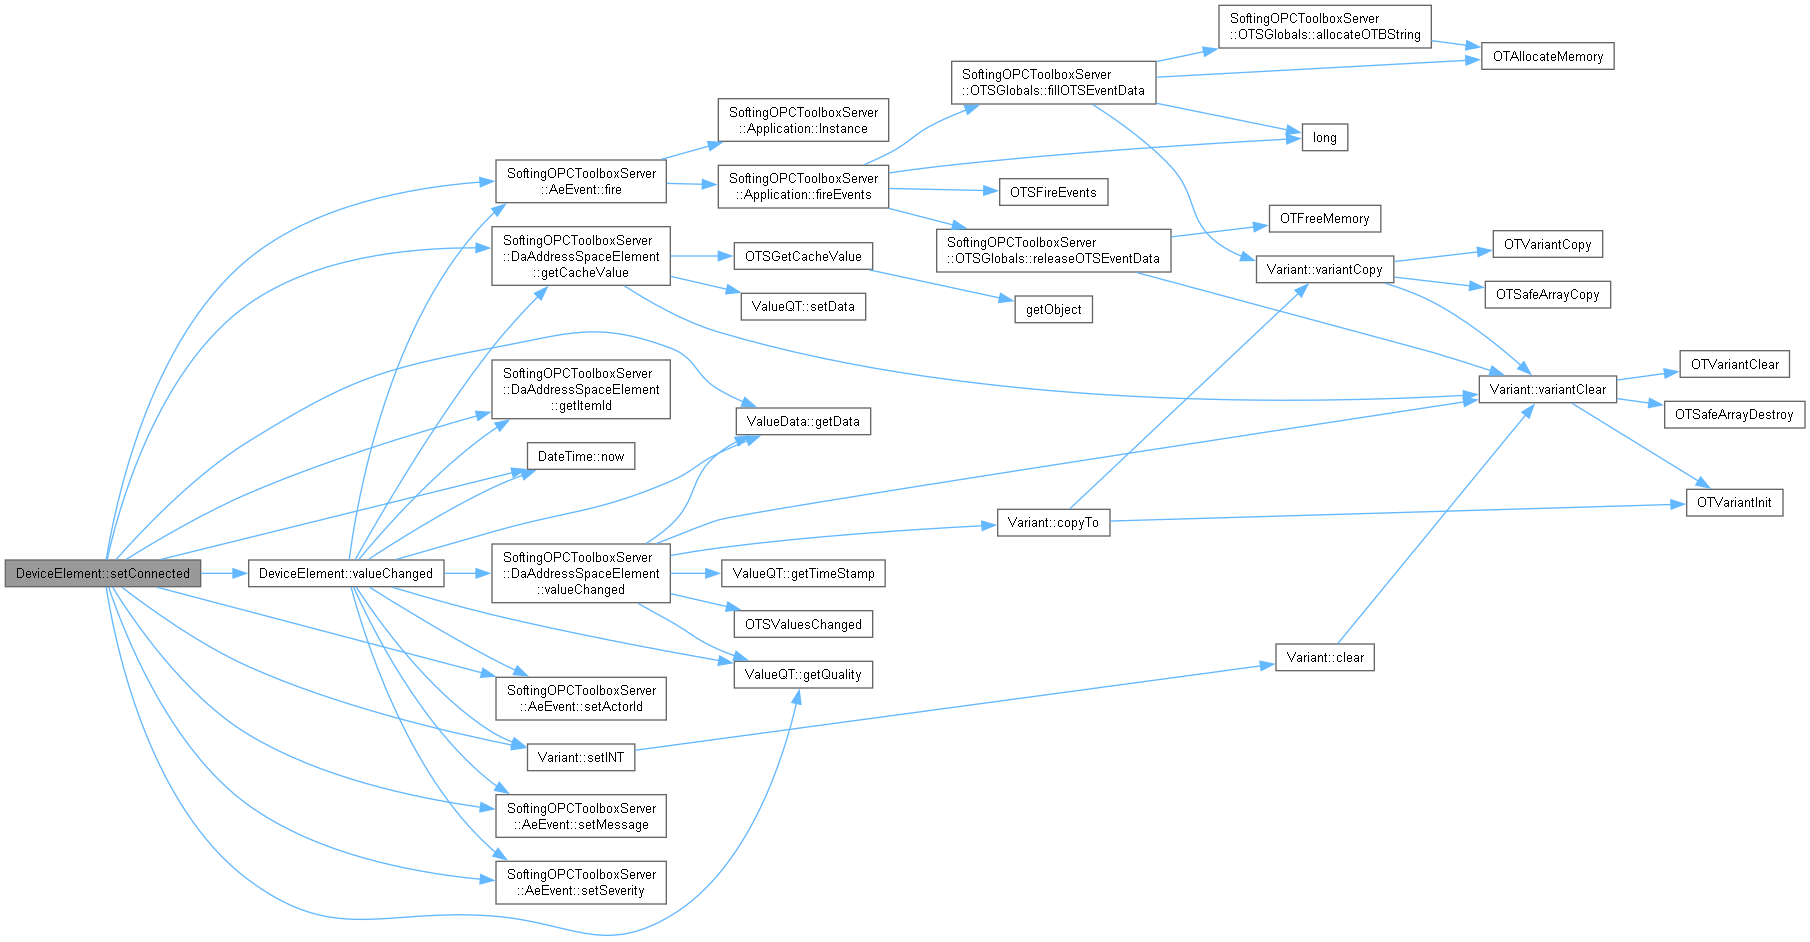 SoftingOPCToolboxServer
::OTSGlobals::allocateOTBString
OTAllocateMemory
SoftingOPCToolboxServer
::OTSGlobals::fillOTSEventData
SoftingOPCToolboxServer
::Application::Instance
long
SoftingOPCToolboxServer
::AeEvent::fire
SoftingOPCToolboxServer
::Application::fireEvents
OTSFireEvents
OTFreeMemory
SoftingOPCToolboxServer
::DaAddressSpaceElement
::getCacheValue
OTSGetCacheValue
SoftingOPCToolboxServer
::OTSGlobals::releaseOTSEventData
Variant::variantCopy
OTVariantCopy
OTSafeArrayCopy
ValueQT::setData
getObject
SoftingOPCToolboxServer
::DaAddressSpaceElement
::getItemId
ValueData::getData
Variant::variantClear
OTVariantClear
OTSafeArrayDestroy
DateTime::now
OTVariantInit
Variant::copyTo
DeviceElement::setConnected
DeviceElement::valueChanged
SoftingOPCToolboxServer
::DaAddressSpaceElement
::valueChanged
ValueQT::getTimeStamp
OTSValuesChanged
Variant::clear
ValueQT::getQuality
SoftingOPCToolboxServer
::AeEvent::setActorId
Variant::setINT
SoftingOPCToolboxServer
::AeEvent::setMessage
SoftingOPCToolboxServer
::AeEvent::setSeverity